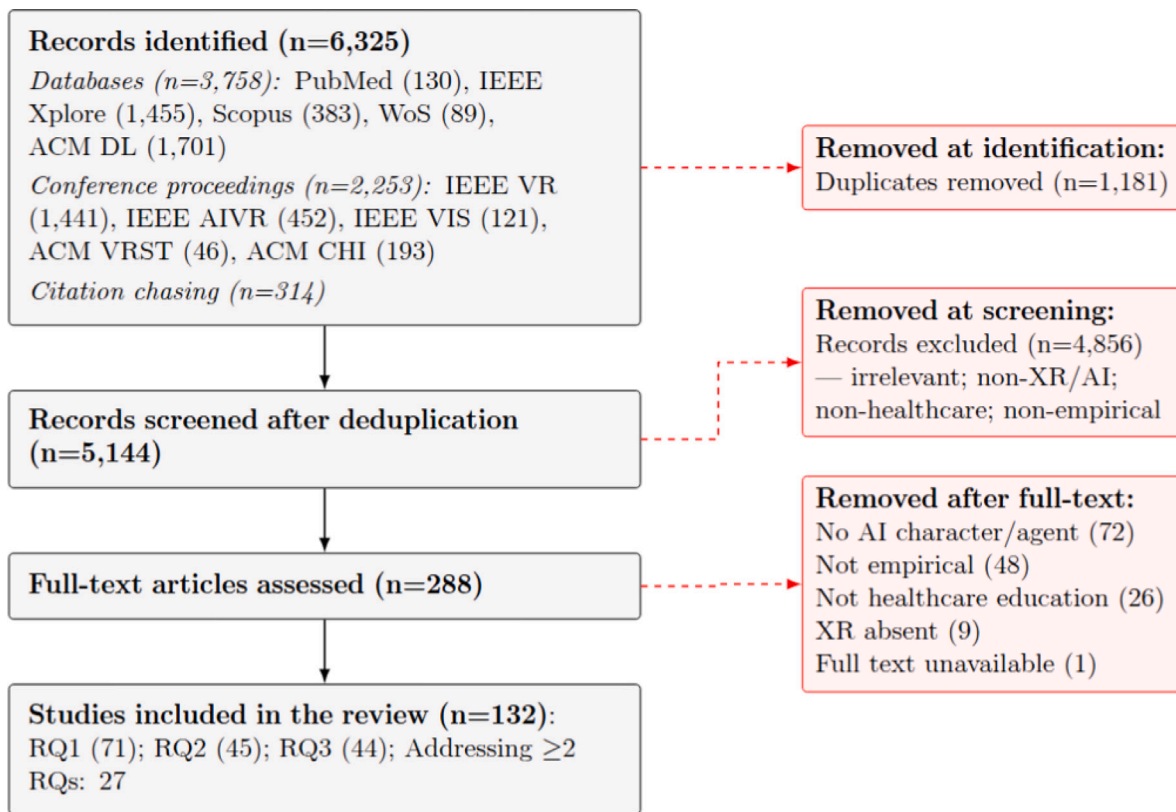 Records identified (n=6,325)
Databases (n=3,758): PubMed (130), IEEE
Xplore (1,455), Scopus (383), WoS (89),
ACM DL (1,701)
Conference proceedings (n=2,253): IEEE VR
(1,441), IEEE AIVR (452), IEEE VIS (121),
ACM VRST (46), ACM CHI (193)
Citation chasing (n=314)
Removed at identification:
Duplicates removed (n=1,181)
Records screened after deduplication
(n=5,144)
Removed at screening:
Records excluded (n=4,856)
— irrelevant; non-XR/AI;
non-healthcare; non-empirical
Full-text articles assessed (n=288)
Removed after full-text:
No AI character/agent (72)
Not empirical (48)
Not healthcare education (26)
XR absent (9)
Full text unavailable (1)
Studies included in the review (n=132):
RQ1 (71); RQ2 (45); RQ3 (44); Addressing ≥2
RQs: 27